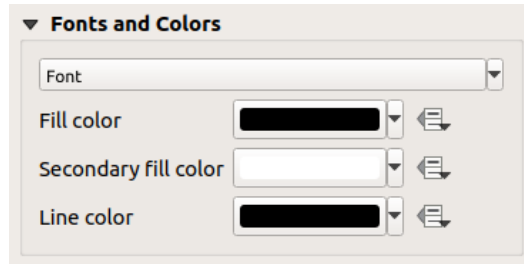 Fonts and Colors
Font
Fill color
Secondary fill color
Line color